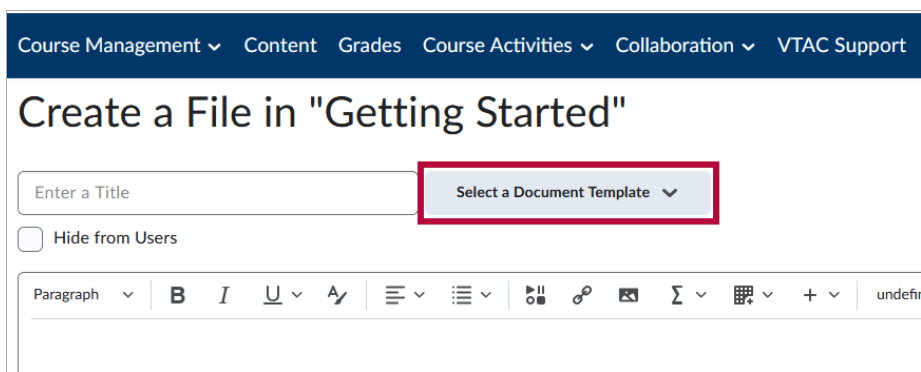 Course Management Content Grades Course Activities Collaboration VTAC Support
Create a File in "Getting Started"
Enter a Title Select a Document Template
Hide from Users
Paragraph B I U A Σ + undefin